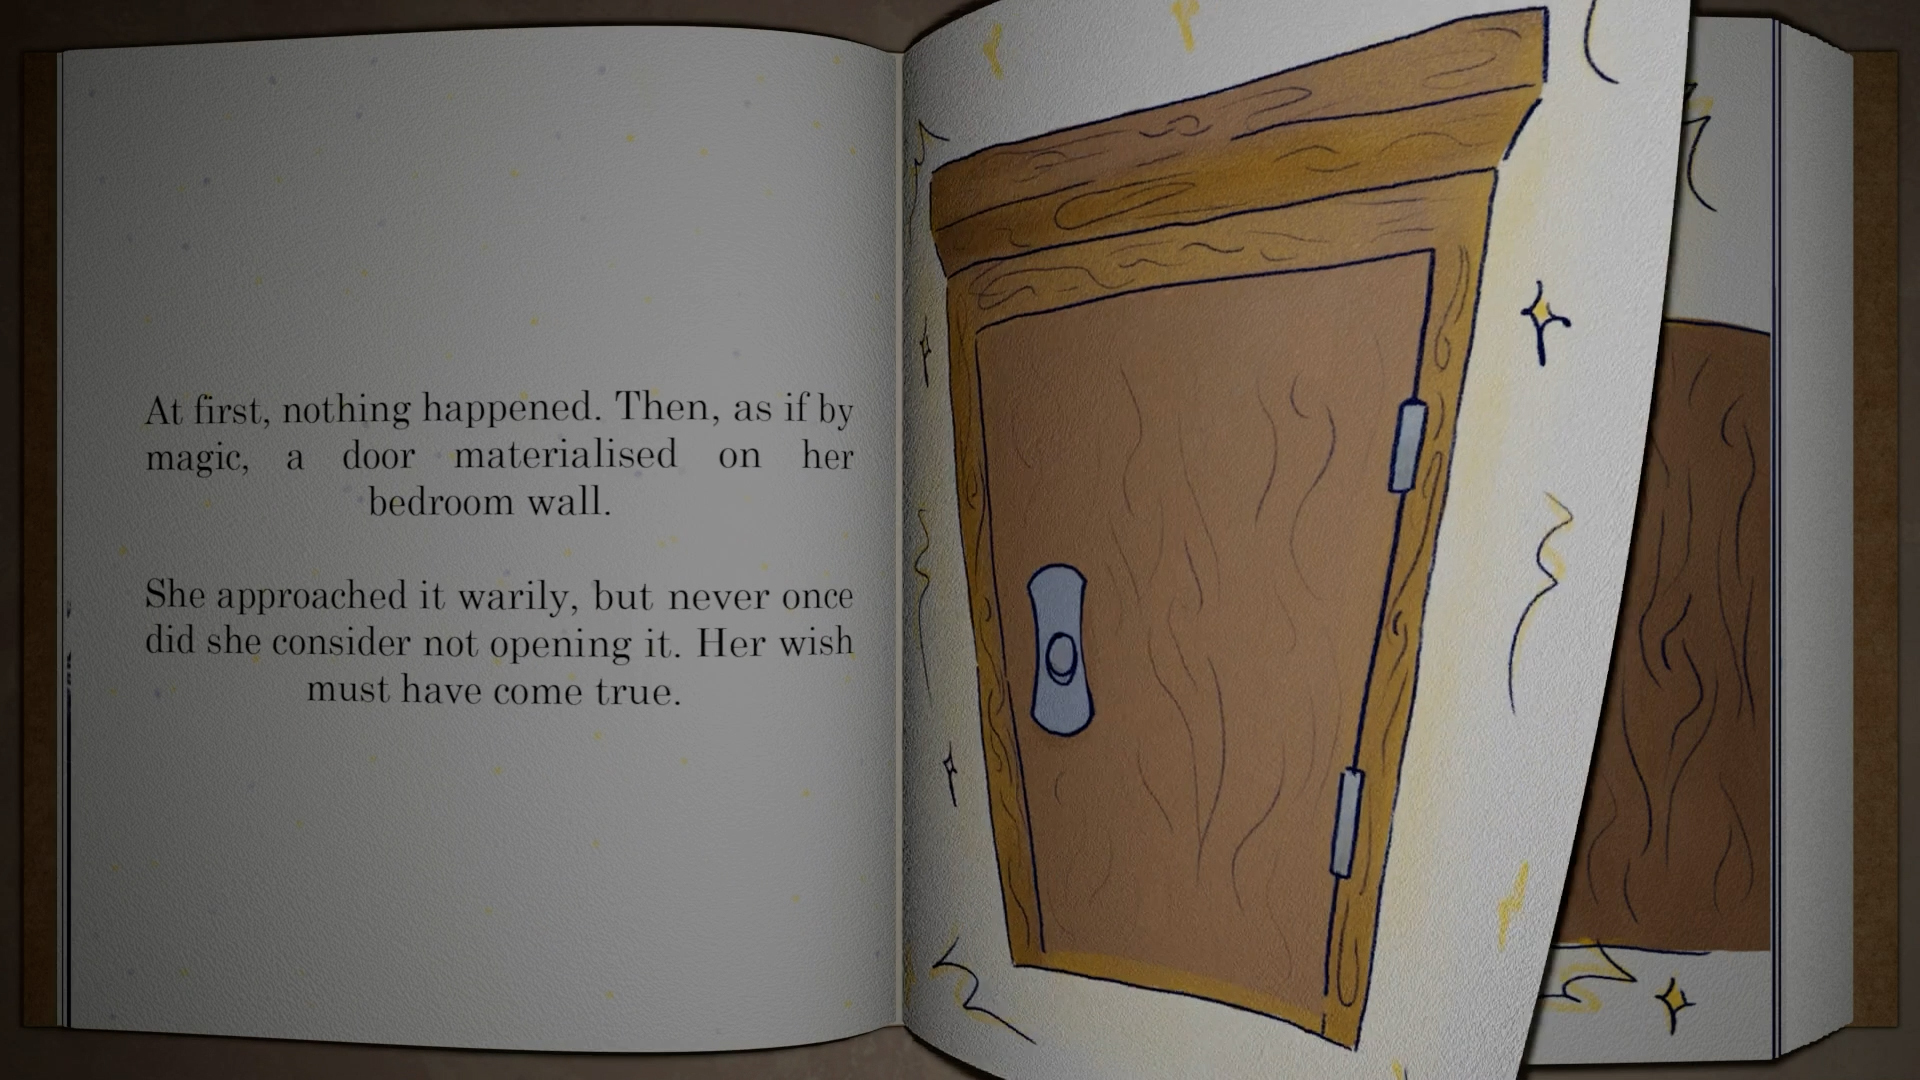 At first, nothing happened. Then, as if by
magic, a door materialised on her
bedroom wall.
She approached it warily, but never once
did she consider not opening it. Her wish
must have come true.